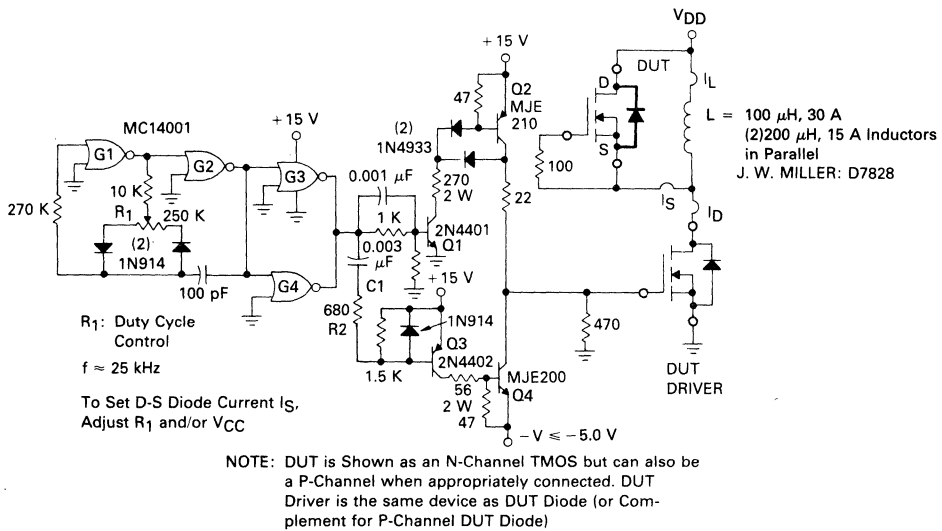 VDD
+ 15 V
DUT
D
IL
47
Q2
MJE
210
L = 100 μH, 30 A
(2)200 μH, 15 A Inductors
in Parallel
J. W. MILLER: D7828
MC14001
+ 15 V
(2)
1N4933
S
G1
G2
G3
100
0.001 μF
270
2 W
22
IS
ID
10 K
270 K
R1
250 K
1 K
2N4401
Q1
(2)
1N914
0.003
μF
C1
+ 15 V
G4
100 pF
680
R2
1N914
470
R1: Duty Cycle
Control
Q3
2N4402
1.5 K
MJE200
Q4
DUT
DRIVER
f ≈ 25 kHz
56
2 W
47
To Set D-S Diode Current IS,
Adjust R1 and/or VCC
−V ≤ −5.0 V
NOTE: DUT is Shown as an N-Channel TMOS but can also be
a P-Channel when appropriately connected. DUT
Driver is the same device as DUT Diode (or Com-
plement for P-Channel DUT Diode)